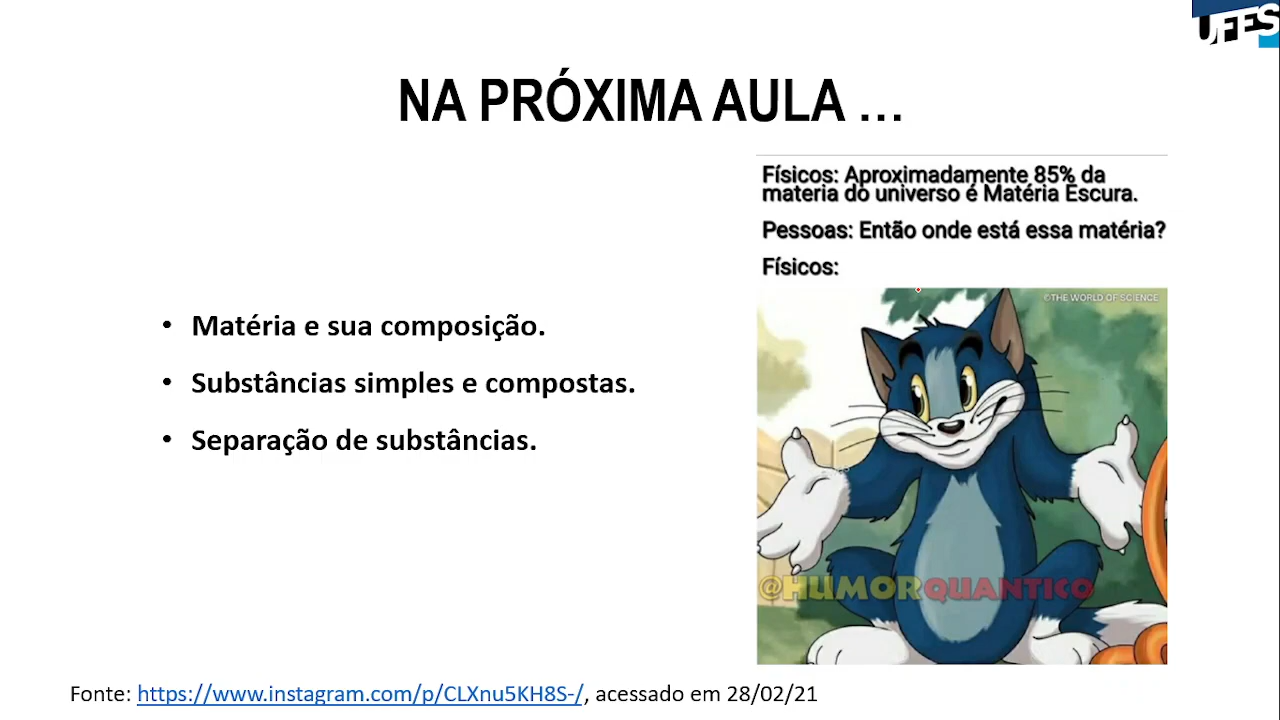 UFES
NA PRÓXIMA AULA ...
• Matéria e sua composição.
• Substâncias simples e compostas.
• Separação de substâncias.
Físicos: Aproximadamente 85% da
materia do universo é Matéria Escura.
Pessoas: Então onde está essa matéria?
Físicos:
©THE WORLD OF SCIENCE
@HUMORQUANTICO
Fonte: https://www.instagram.com/p/CLXnu5KH8S-/, acessado em 28/02/21